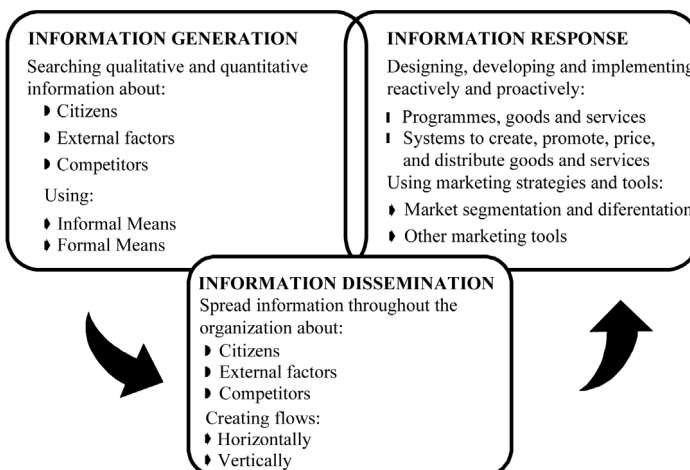 INFORMATION GENERATION
Searching qualitative and quantitative
information about:
Citizens
External factors
Competitors
Using:
Informal Means
Formal Means
INFORMATION RESPONSE
Designing, developing and implementing
reactively and proactively:
Programmes, goods and services
Systems to create, promote, price,
and distribute goods and services
Using marketing strategies and tools:
Market segmentation and diferentation
Other marketing tools
INFORMATION DISSEMINATION
Spread information throughout the
organization about:
Citizens
External factors
Competitors
Creating flows:
Horizontally
Vertically